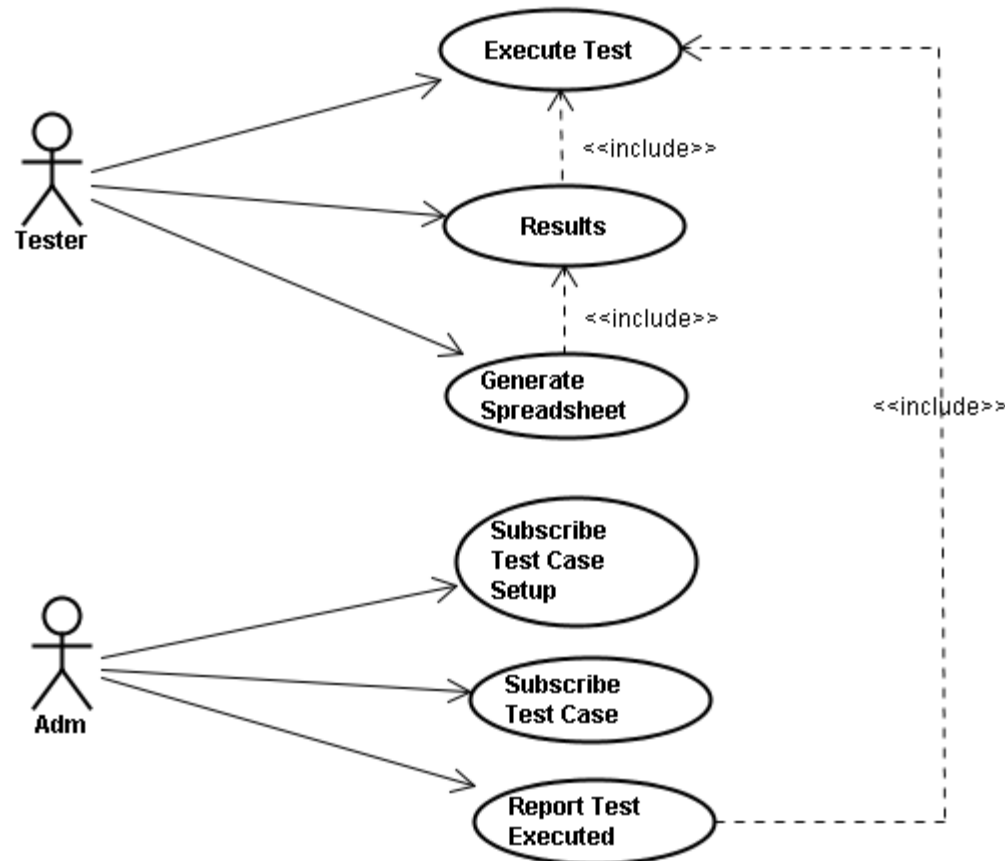 Execute Test
<<include>>
Tester
Results
<<include>>
Generate
Spreadsheet
<<include>>
Subscribe
Test Case
Setup
Adm
Subscribe
Test Case
Report Test
Executed